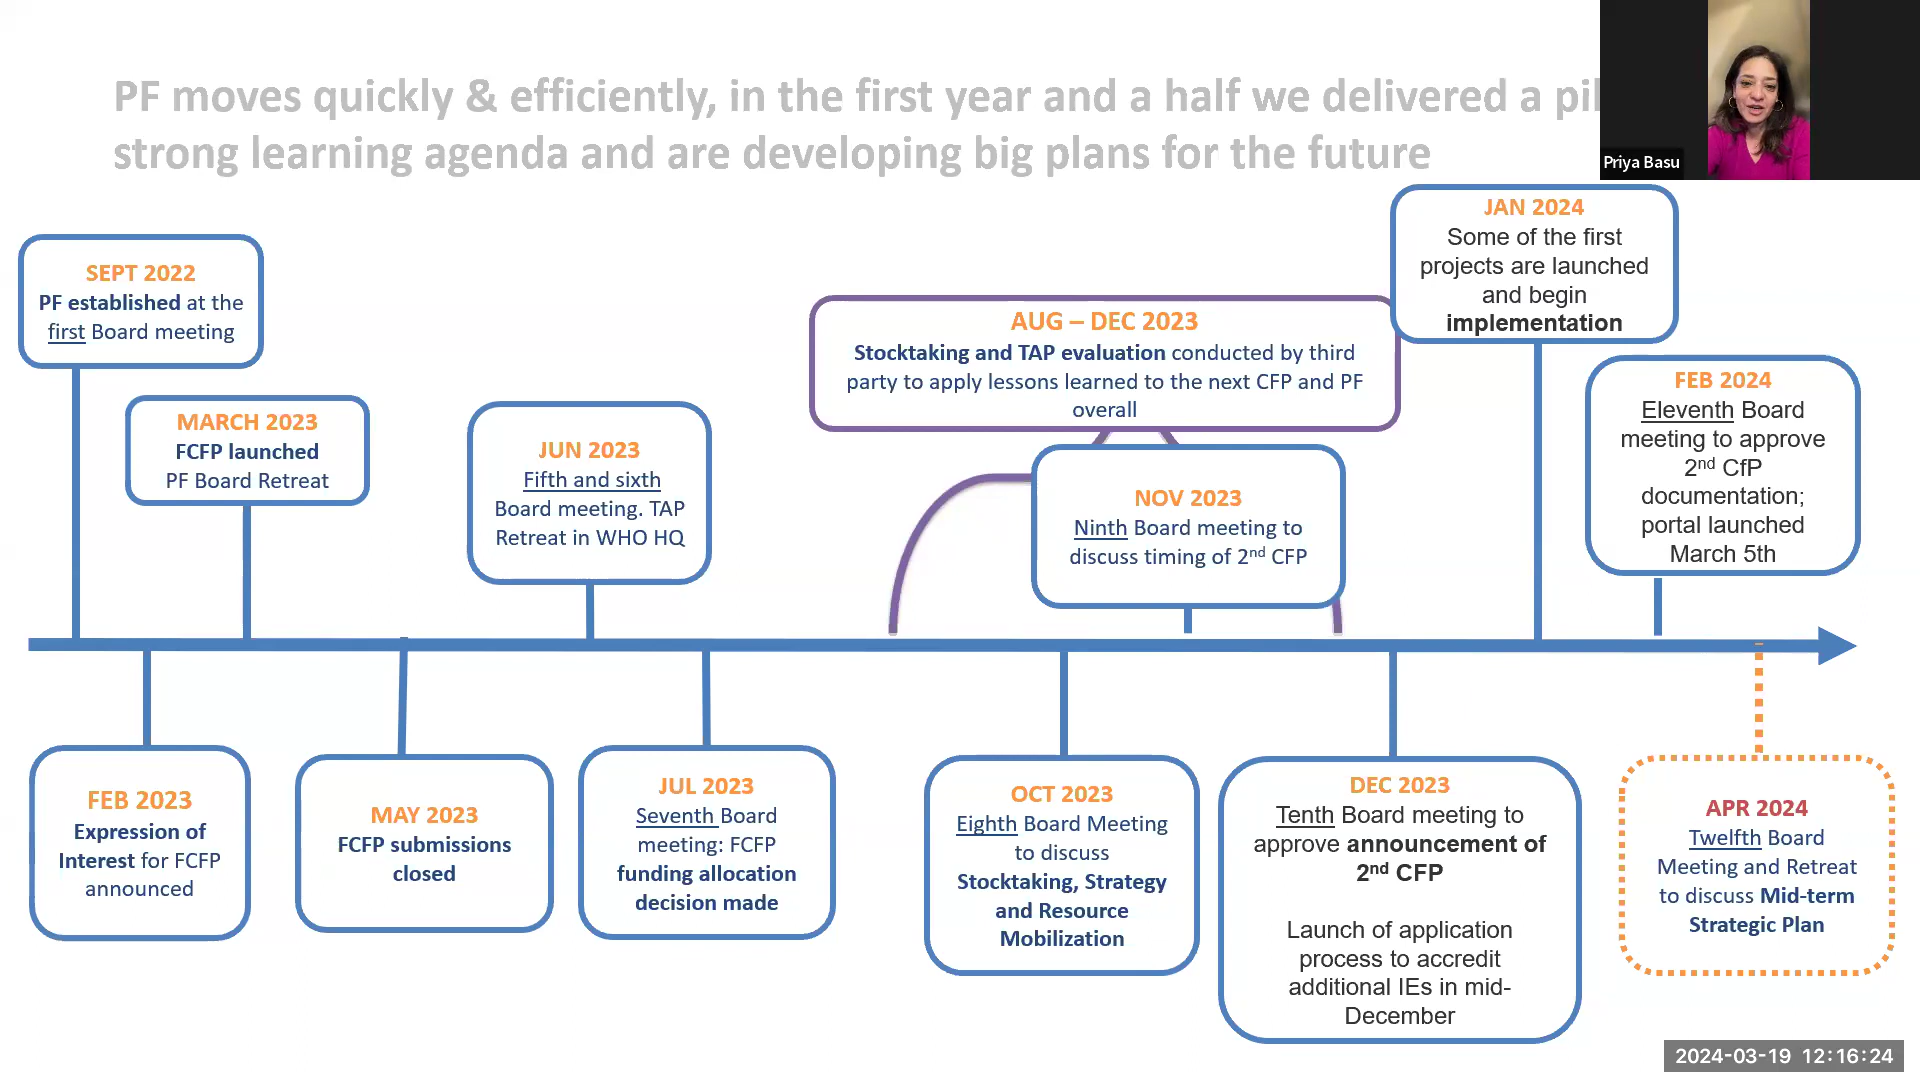 PF moves quickly & efficiently, in the first year and a half we delivered a
strong learning agenda and are developing big plans for the future
Priya Basu
SEPT 2022
PF established at the
first Board meeting
MARCH 2023
FCFP launched
PF Board Retreat
JUN 2023
Fifth and sixth
Board meeting. TAP
Retreat in WHO HQ
AUG – DEC 2023
Stocktaking and TAP evaluation conducted by third
party to apply lessons learned to the next CFP and PF
overall
NOV 2023
Ninth Board meeting to
discuss timing of 2nd CFP
JAN 2024
Some of the first
projects are launched
and begin
implementation
FEB 2024
Eleventh Board
meeting to approve
2nd CfP
documentation;
portal launched
March 5th
FEB 2023
Expression of
Interest for FCFP
announced
MAY 2023
FCFP submissions
closed
JUL 2023
Seventh Board
meeting: FCFP
funding allocation
decision made
OCT 2023
Eighth Board Meeting
to discuss
Stocktaking, Strategy
and Resource
Mobilization
DEC 2023
Tenth Board meeting to
approve announcement of
2nd CFP
Launch of application
process to accredit
additional IEs in mid-
December
APR 2024
Twelfth Board
Meeting and Retreat
to discuss Mid-term
Strategic Plan
2024-03-19 12:16:24